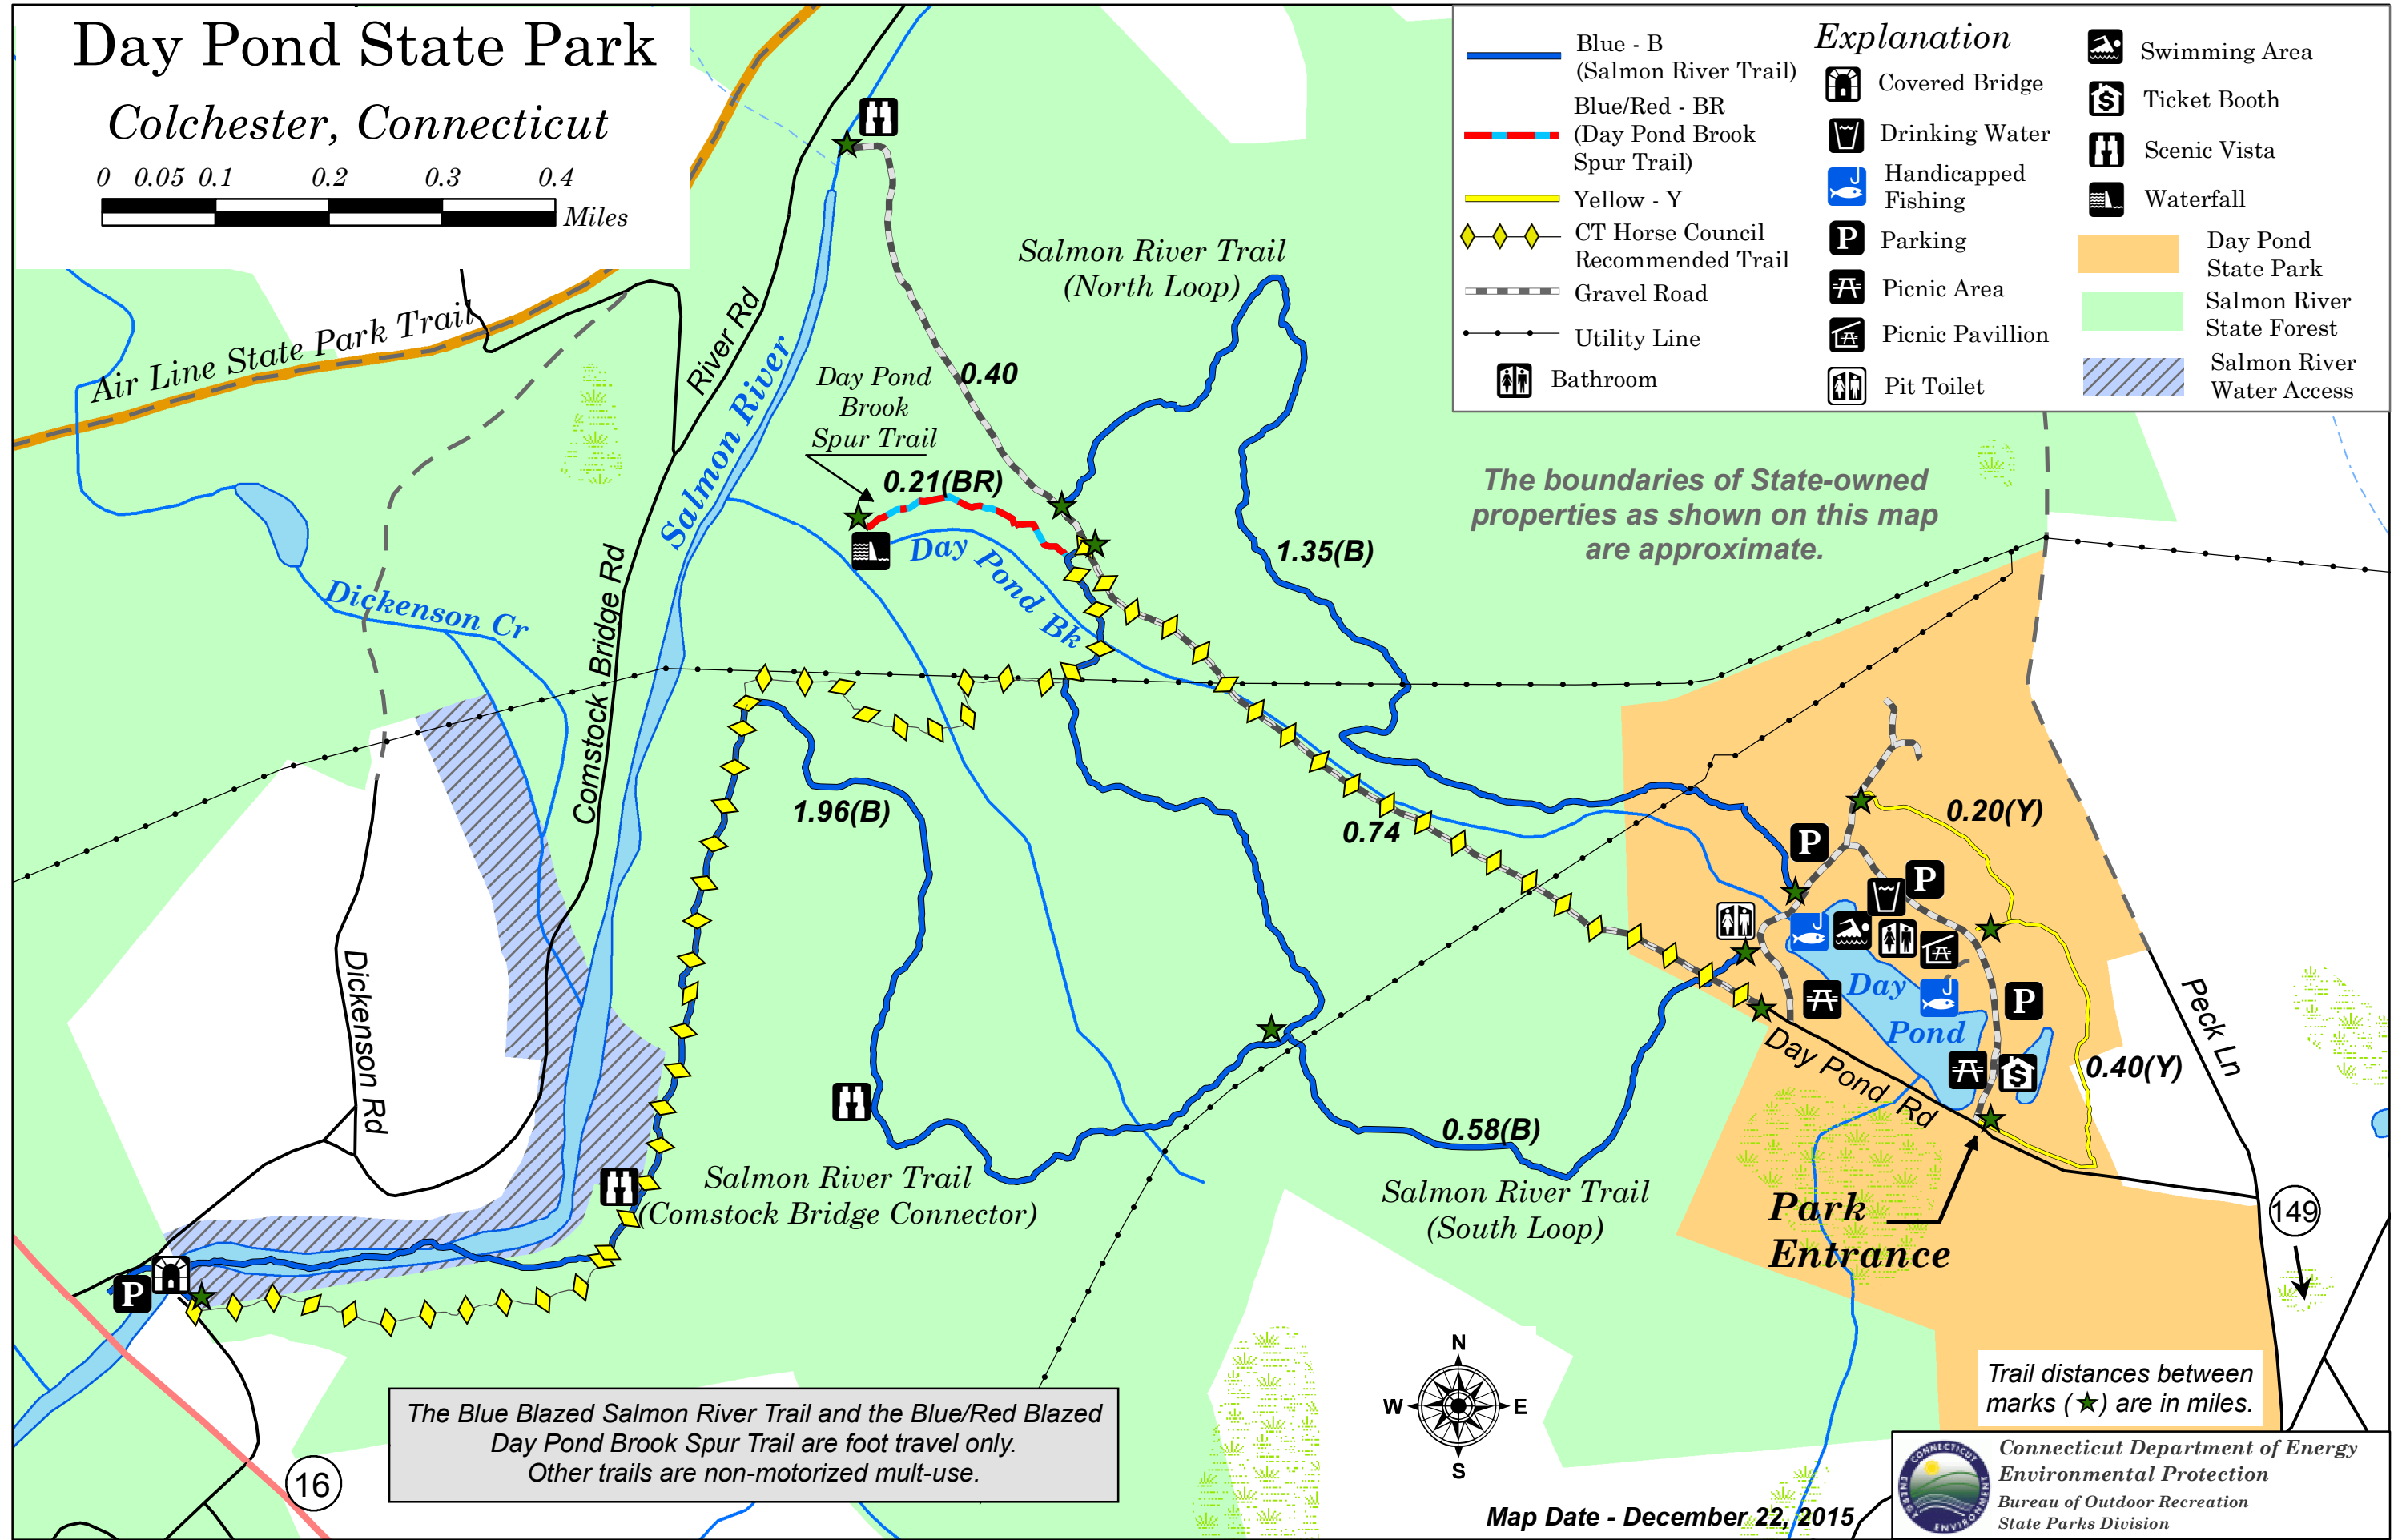 Day Pond State Park
Colchester, Connecticut
0 0.05 0.1 0.2 0.3 0.4
Miles
Explanation
Blue - B
(Salmon River Trail)
Blue/Red - BR
(Day Pond Brook
Spur Trail)
Yellow - Y
CT Horse Council
Recommended Trail
Gravel Road
Utility Line
Bathroom
Covered Bridge
Drinking Water
Handicapped
Fishing
P
Parking
Picnic Area
Picnic Pavillion
Pit Toilet
Swimming Area
$
Ticket Booth
Scenic Vista
Waterfall
Day Pond
State Park
Salmon River
State Forest
Salmon River
Water Access
Air Line State Park Trail
River Rd
Salmon River
Salmon River Trail
(North Loop)
0.40
Day Pond
Brook
Spur Trail
0.21(BR)
Day Pond Bk
1.35(B)
The boundaries of State-owned
properties as shown on this map
are approximate.
Dickenson Cr
Comstock Bridge Rd
1.96(B)
0.74
0.20(Y)
P
P
P
Day
Pond
$
Day Pond Rd
0.40(Y)
Peck Ln
Dickenson Rd
0.58(B)
Salmon River Trail
(Comstock Bridge Connector)
Salmon River Trail
(South Loop)
Park
Entrance
149
P
16
The Blue Blazed Salmon River Trail and the Blue/Red Blazed
Day Pond Brook Spur Trail are foot travel only.
Other trails are non-motorized mult-use.
N
W
E
S
Trail distances between
marks (★) are in miles.
Map Date - December 22, 2015
CONNECTICUT DEPARTMENT OF ENERGY
Connecticut Department of Energy
Environmental Protection
Bureau of Outdoor Recreation
State Parks Division